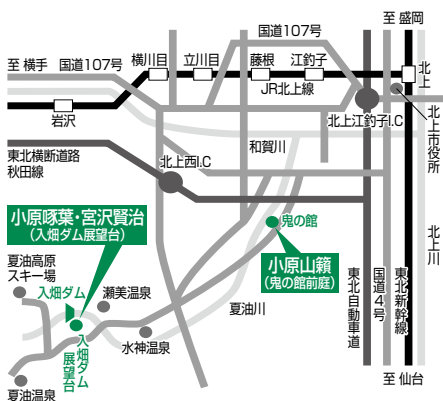 至 盛岡
国道107号
横川目
立川目
藤根
江釣子
至 横手
国道107号
北上
JR北上線
岩沢
北上江釣子I.C
北上市役所
東北横断道路
秋田線
北上西I.C
和賀川
小原啄葉・宮沢賢治
(入畑ダム展望台)
鬼の館
小原山籟
(鬼の館前庭)
夏油高原
スキー場
入畑ダム
瀬美温泉
夏油川
水神温泉
入畑ダム
展望台
夏油温泉
東北自動車道
国道4号
東北新幹線
北上川
至 仙台